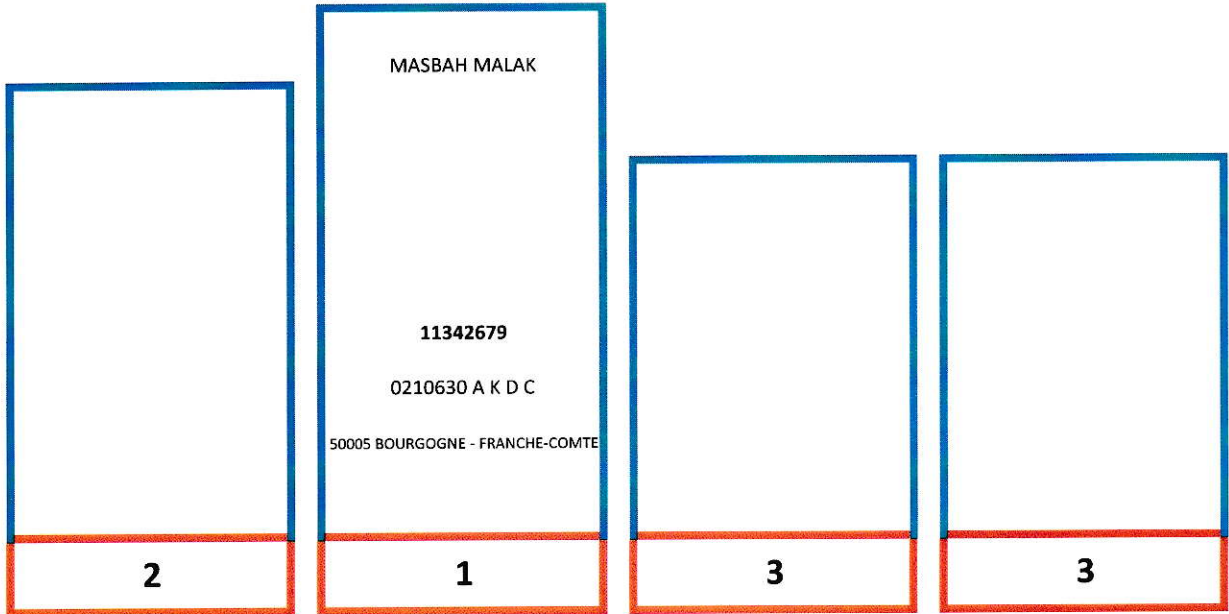 MASBAH MALAK
11342679
0210630 A K D C
50005 BOURGOGNE - FRANCHE-COMTE
2
1
3
3